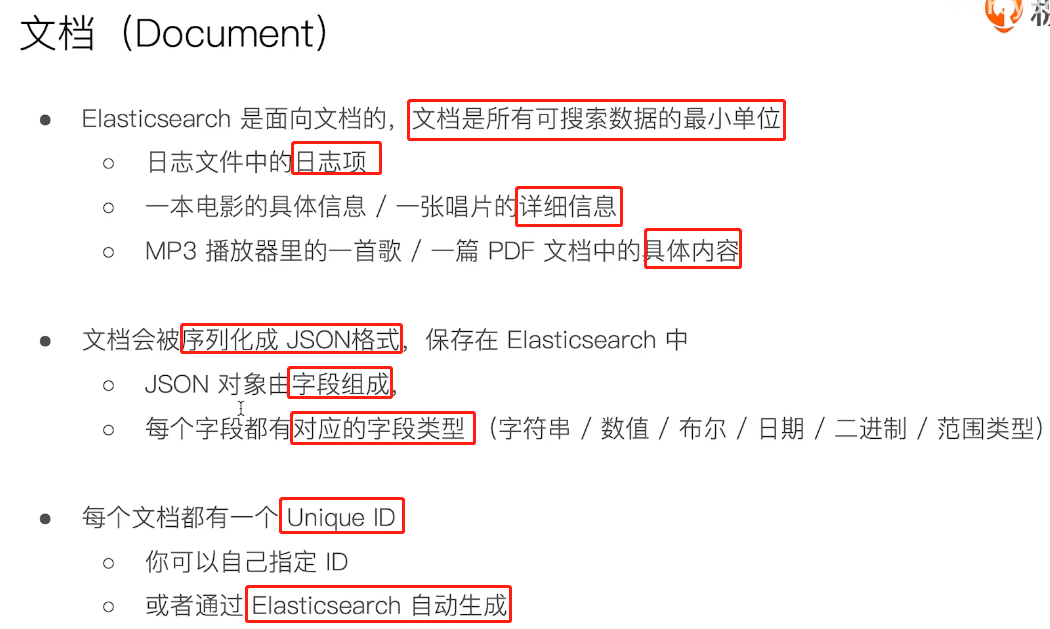 文档（Document）
Elasticsearch 是面向文档的，文档是所有可搜索数据的最小单位
日志文件中的日志项
一本电影的具体信息 / 一张唱片的详细信息
MP3 播放器里的一首歌 / 一篇 PDF 文档中的具体内容
文档会被序列化成 JSON格式，保存在 Elasticsearch 中
JSON 对象由字段组成，
每个字段都有对应的字段类型（字符串 / 数值 / 布尔 / 日期 / 二进制 / 范围类型）
每个文档都有一个 Unique ID
你可以自己指定 ID
或者通过 Elasticsearch 自动生成